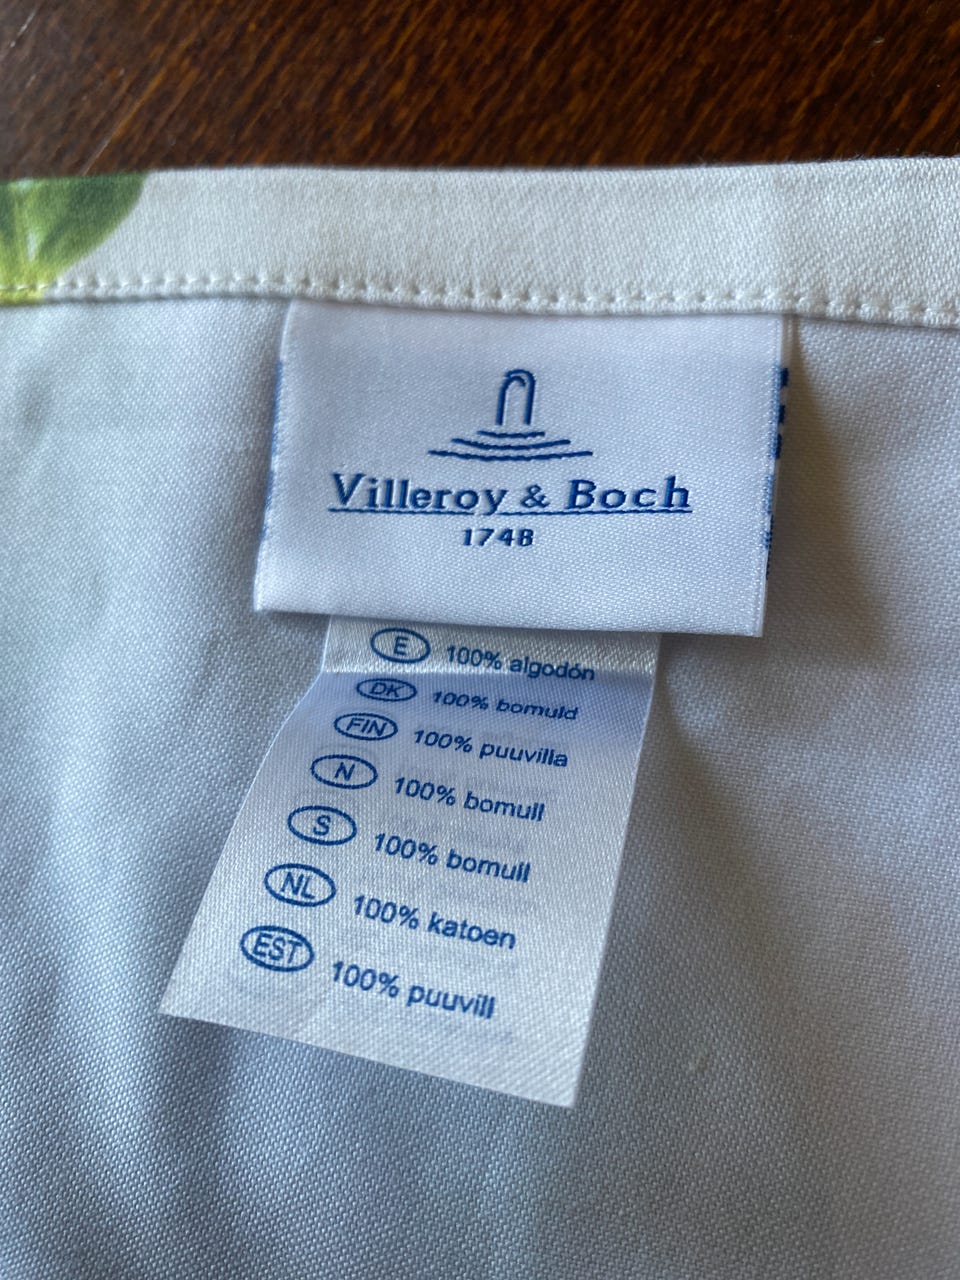 Villeroy & Boch
1748
E 100% algodón
DK 100% bomuld
FIN 100% puuvilla
N 100% bomull
S 100% bomull
NL 100% katoen
EST 100% puuvill